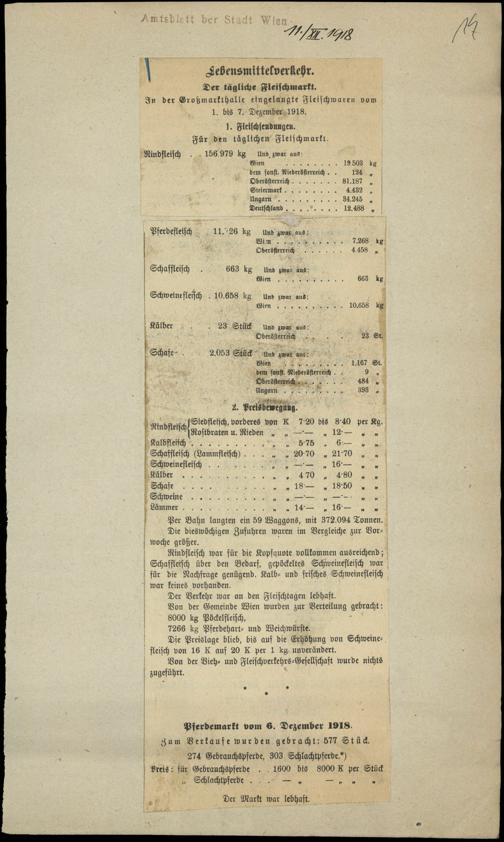 Amtsblatt der Stadt Wien
11./XII. 1918
Lebensmittelverkehr.
Der tägliche Fleischmarkt.
In der Großmarkthalle eingelangte Fleischwaren vom
1. bis 7. Dezember 1918.
1. Fleischsendungen.
Für den täglichen Fleischmarkt.
Rindfleisch . . 156.979 kg Und zwar aus:
Wien . . . . . . . . 19.503 kg
dem sonst. Niederösterreich . . 134 „
Oberösterreich . . . . . 81.187 „
Steiermark . . . . . . 4.432 „
Ungarn . . . . . . . 34.245 „
Deutschland . . . . . . 12.488 „
Pferdefleisch . 11.726 kg Und zwar aus:
Wien . . . . . . . . 7.268 kg
Oberösterreich . . . . . 4.458 „
Schaffleisch . 663 kg Und zwar aus:
Wien . . . . . . . . 663 kg
Schweinefleisch . 10.658 kg Und zwar aus:
Wien . . . . . . . . 10.658 kg
Kälber . . 23 Stück Und zwar aus:
Oberösterreich . . . . . 23 St.
Schafe . . 2.053 Stück Und zwar aus:
Wien . . . . . . . . 1.167 St.
dem sonst. Niederösterreich . . 9 „
Oberösterreich . . . . . 484 „
Ungarn . . . . . . . 393 „
2. Preisbewegung.
Rindfleisch { Siedfleisch, vorderes von K 7·20 bis 8·40 per Kg.
Rostbraten u. Rieden „ „ —·— „ 12·— „ „
Kalbfleisch . . . . . . . . „ „ 5·75 „ 6·— „ „
Schaffleisch (Lammfleisch) . . . . „ „ 20·70 „ 21·70 „ „
Schweinefleisch . . . . . . . „ „ —·— „ 16·— „ „
Kälber . . . . . . . . . „ „ 4·70 „ 4·80 „ „
Schafe . . . . . . . . . „ „ 18·— „ 18·50 „ „
Schweine . . . . . . . . „ „ —·— „ —·— „ „
Lämmer . . . . . . . . . „ „ 14·— „ 16·— „ „
Per Bahn langten ein 59 Waggons, mit 372.094 Tonnen.
Die dieswöchigen Zufuhren waren im Vergleiche zur Vor-
woche größer.
Rindfleisch war für die Kopfquote vollkommen ausreichend;
Schaffleisch über den Bedarf, gepökeltes Schweinefleisch war
für die Nachfrage genügend. Kalb- und frisches Schweinefleisch
war keines vorhanden.
Der Verkehr war an den Fleischtagen lebhaft.
Von der Gemeinde Wien wurden zur Verteilung gebracht:
8000 kg Pöckelfleisch,
7266 kg Pferdehart- und Weichwürste.
Die Preislage blieb, bis auf die Erhöhung von Schweine-
fleisch von 16 K auf 20 K per 1 kg unverändert.
Von der Vieh- und Fleischverkehrs-Gesellschaft wurde nichts
zugeführt.
* * *
Pferdemarkt vom 6. Dezember 1918.
Zum Verkaufe wurden gebracht: 577 Stück.
274 Gebrauchspferde, 303 Schlachtpferde.*)
Preis: für Gebrauchspferde . . 1600 bis 8000 K per Stück
„ Schlachtpferde . . . — „ — „ „ „
Der Markt war lebhaft.